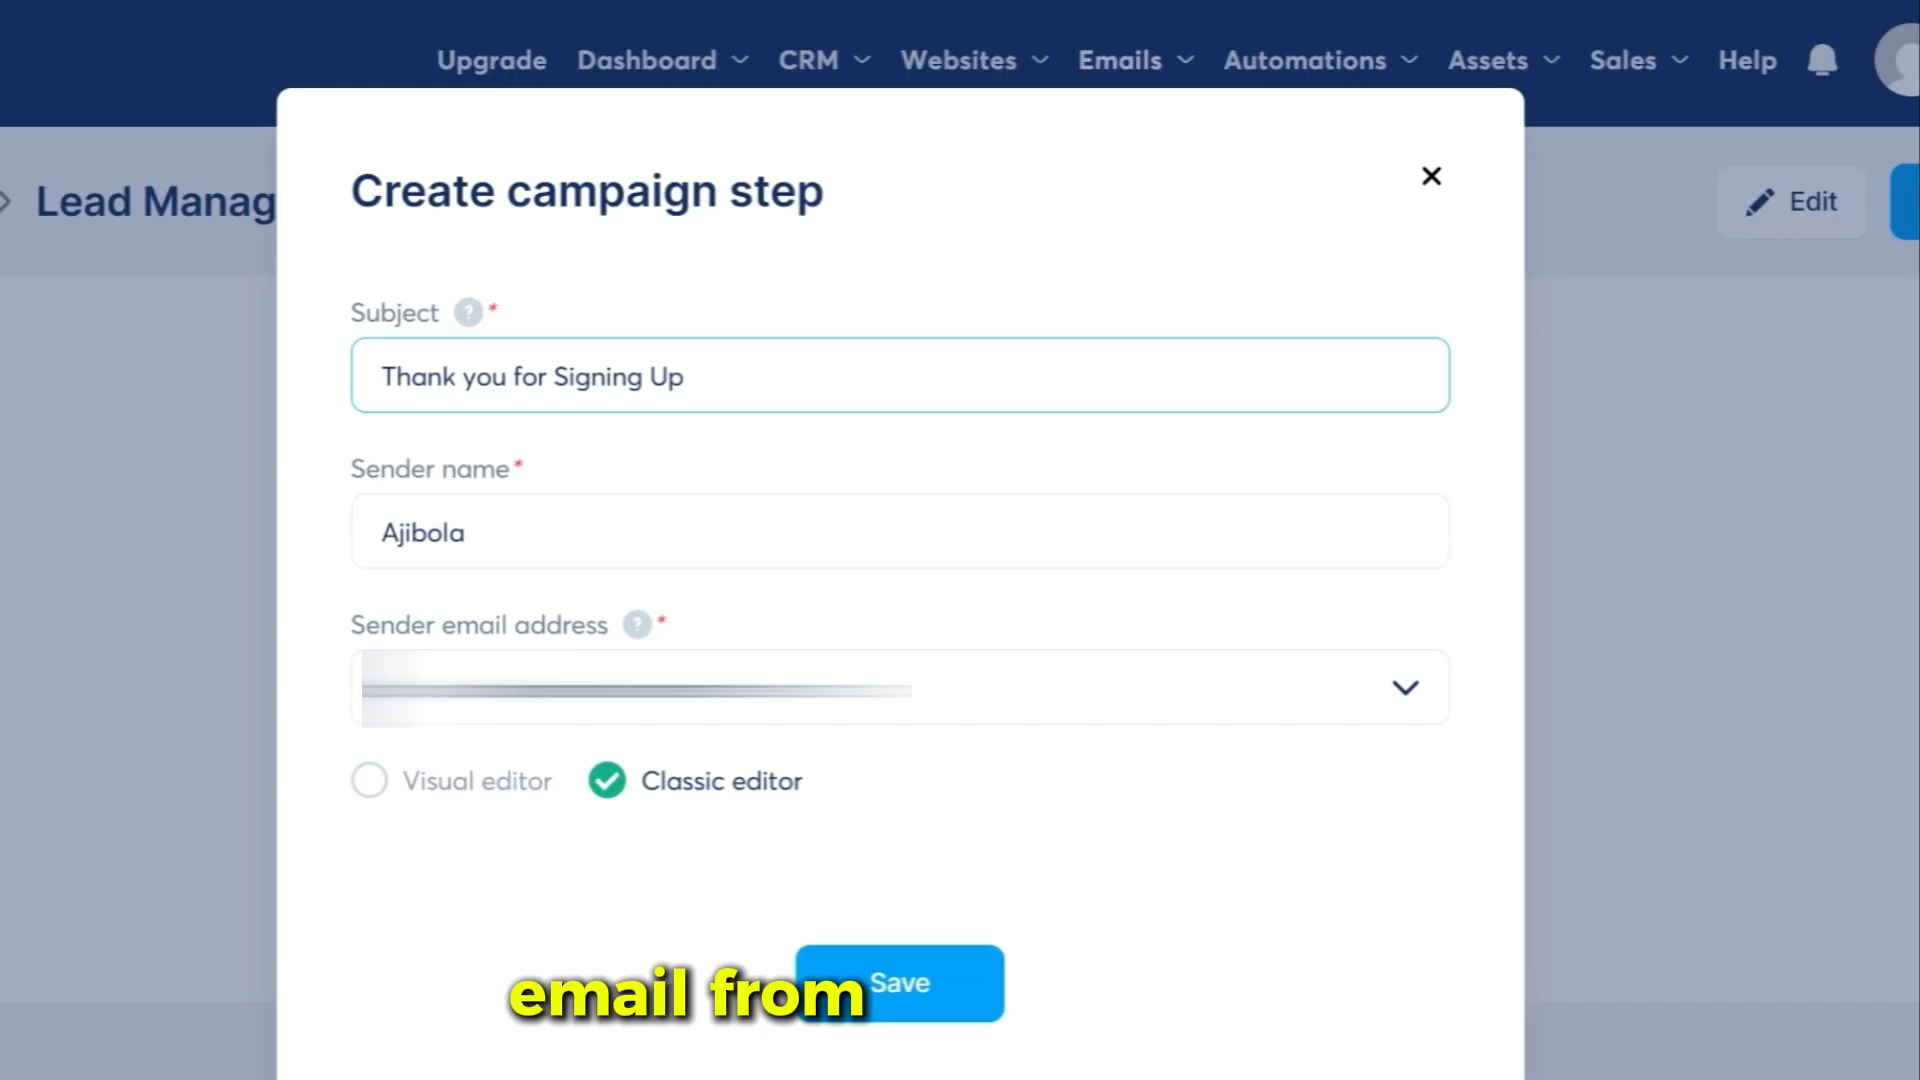 Upgrade Dashboard CRM Websites Emails Automations Assets Sales Help
Lead Manag
Edit
Create campaign step
Subject ? *
Thank you for Signing Up
Sender name *
Ajibola
Sender email address ? *
Visual editor Classic editor
Save
email from